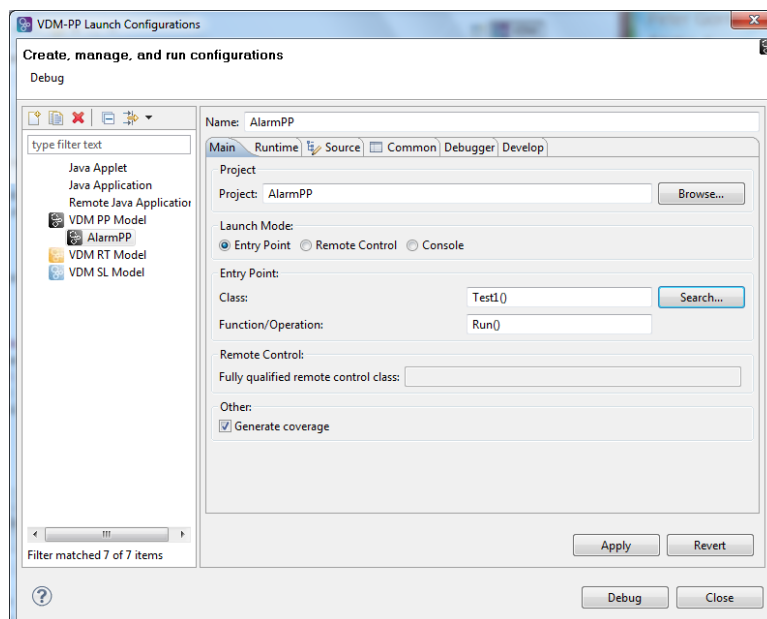 VDM-PP Launch Configurations
Create, manage, and run configurations
Debug
type filter text
Java Applet
Java Application
Remote Java Application
VDM PP Model
AlarmPP
VDM RT Model
VDM SL Model
Filter matched 7 of 7 items
Name: AlarmPP
Main Runtime Source Common Debugger Develop
Project
Project: AlarmPP Browse...
Launch Mode:
Entry Point Remote Control Console
Entry Point:
Class: Test1() Search...
Function/Operation: Run()
Remote Control:
Fully qualified remote control class:
Other:
Generate coverage
Apply Revert
Debug Close